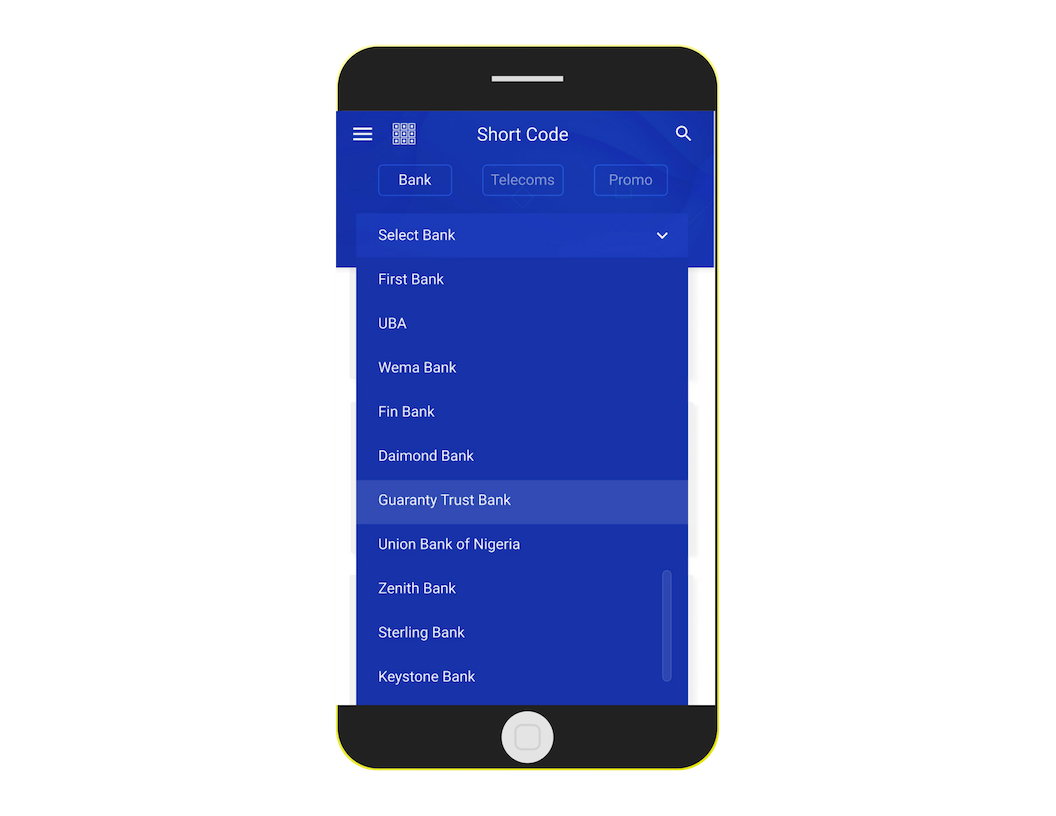 Short Code
Bank Telecoms Promo
Select Bank
First Bank
UBA
Wema Bank
Fin Bank
Daimond Bank
Guaranty Trust Bank
Union Bank of Nigeria
Zenith Bank
Sterling Bank
Keystone Bank